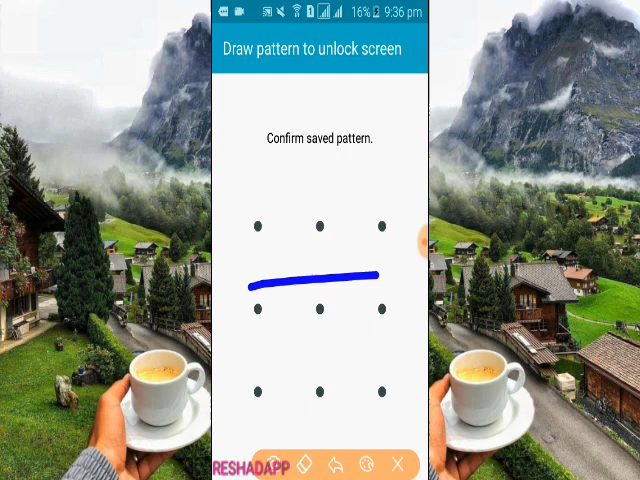 16% 9:36 pm
Draw pattern to unlock screen
Confirm saved pattern.
RESHADAPP